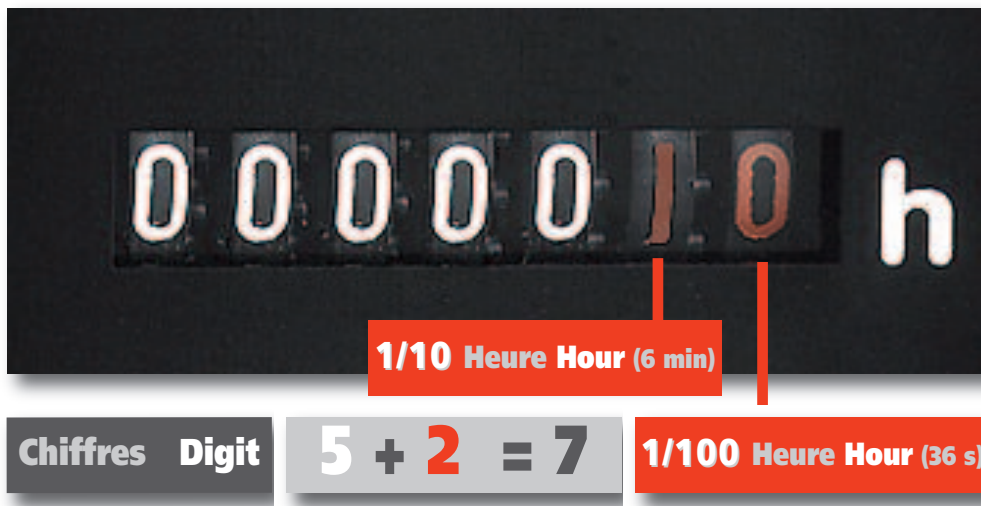 0000010 h
1/10 Heure Hour (6 min)
Chiffres Digit 5 + 2 = 7 1/100 Heure Hour (36 s)